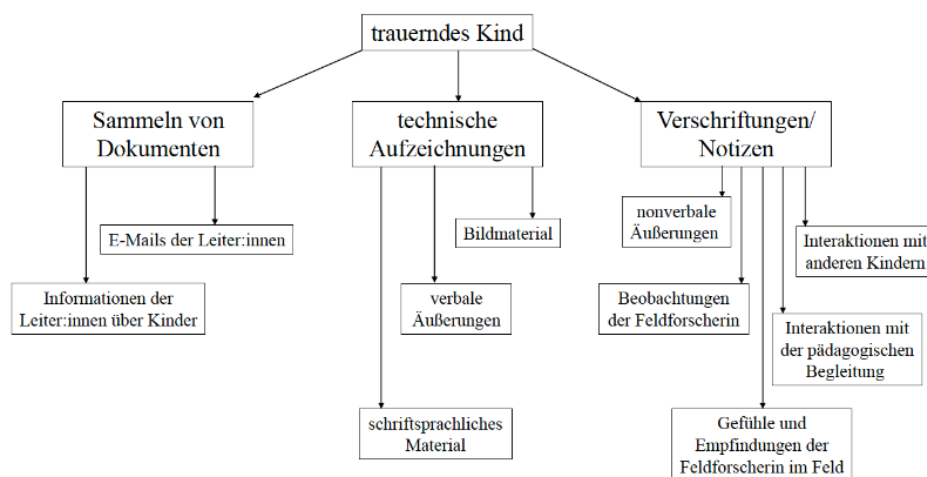 trauerndes Kind
Sammeln von
Dokumenten
technische
Aufzeichnungen
Verschriftungen/
Notizen
E-Mails der Leiter:innen
Informationen der
Leiter:innen über Kinder
Bildmaterial
verbale
Äußerungen
schriftsprachliches
Material
nonverbale
Äußerungen
Beobachtungen
der Feldforscherin
Gefühle und
Empfindungen der
Feldforscherin im Feld
Interaktionen mit
der pädagogischen
Begleitung
Interaktionen mit
anderen Kindern